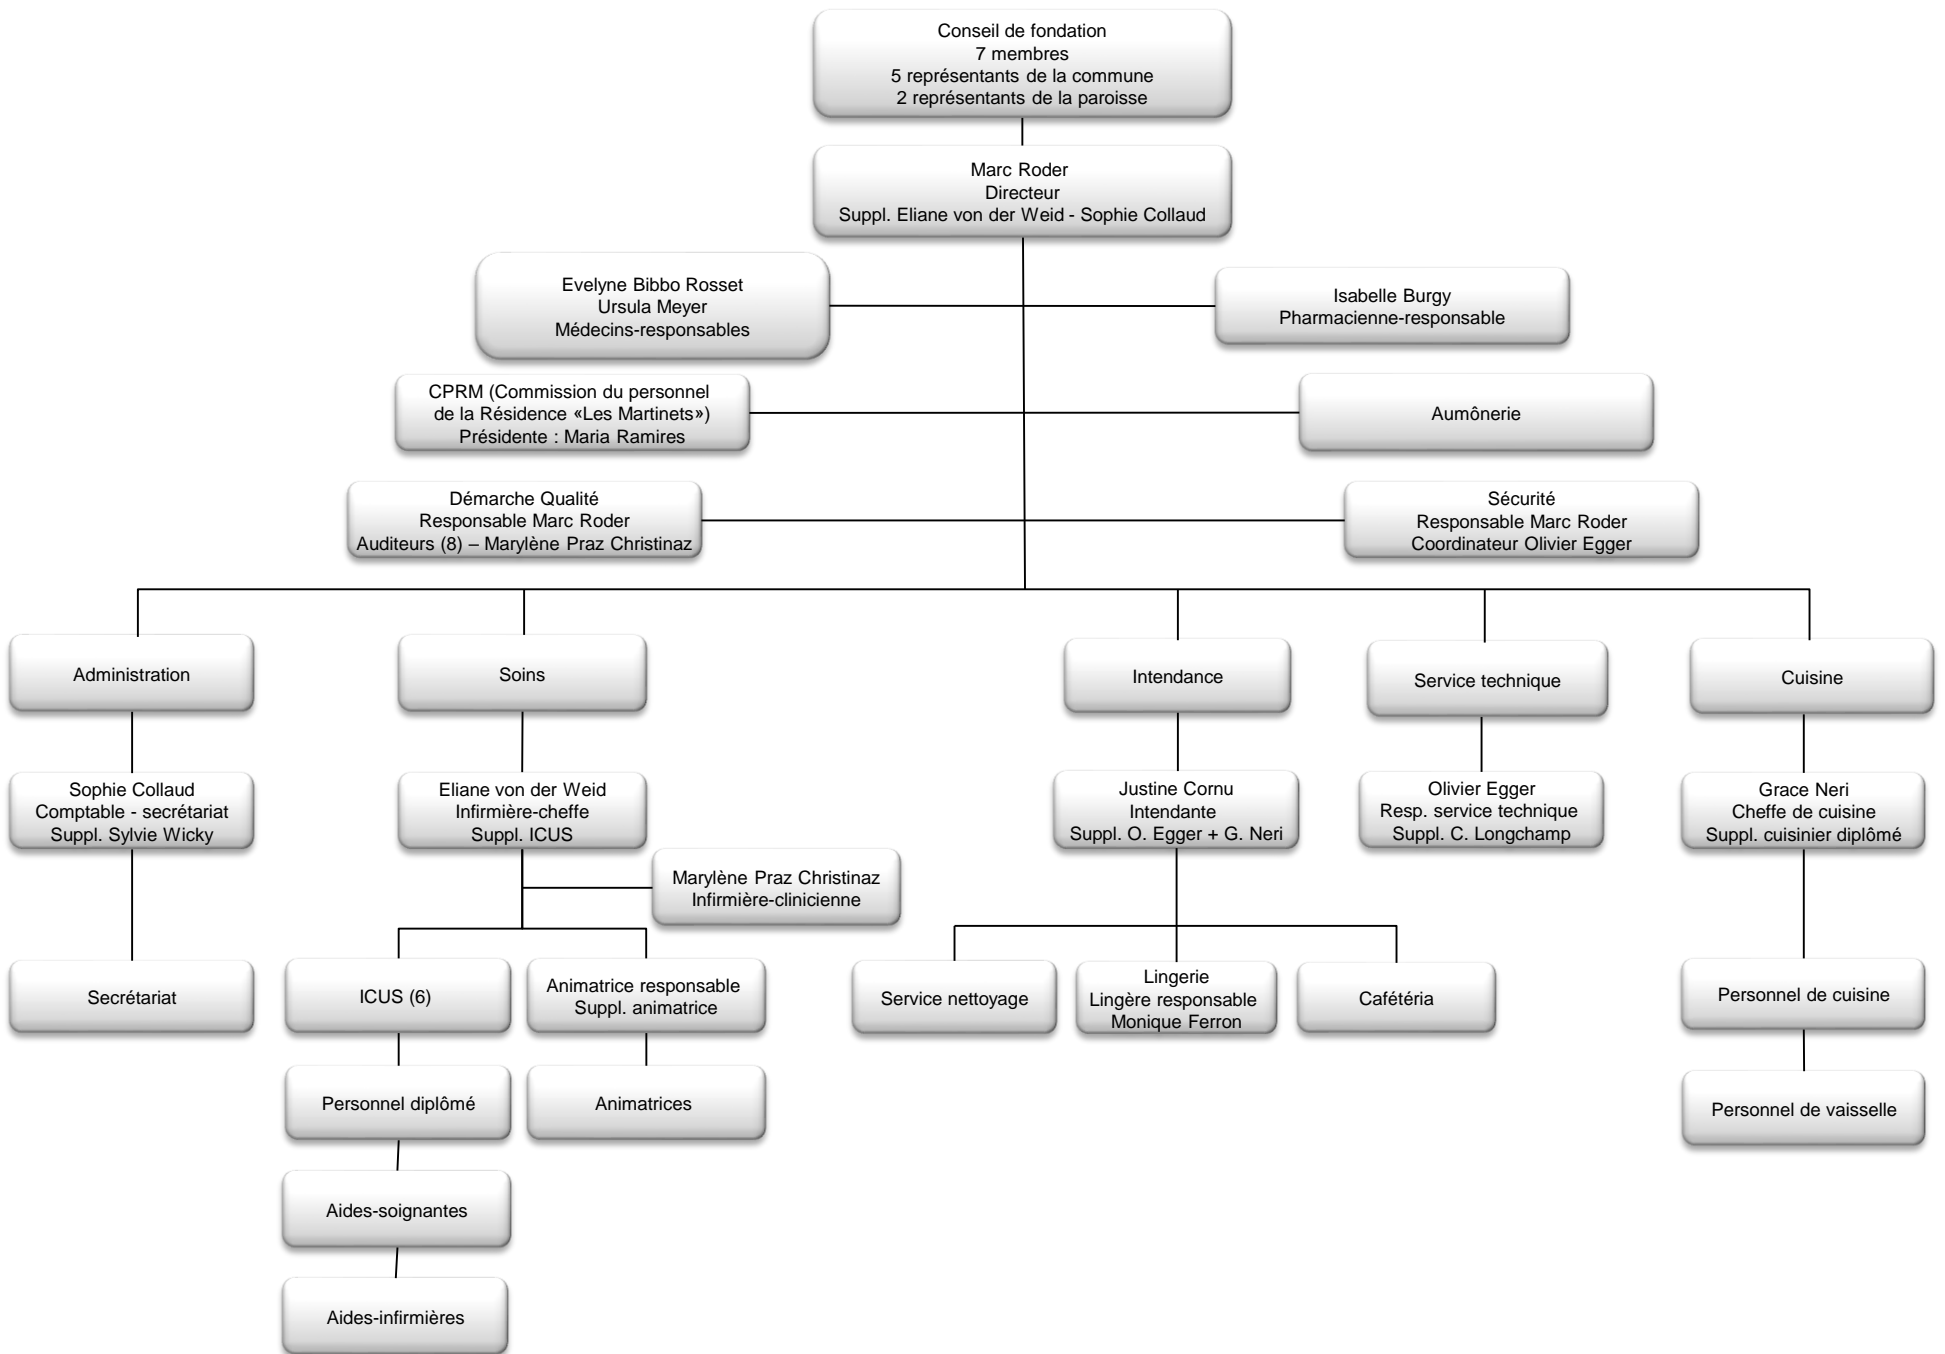 Conseil de fondation
7 membres
5 représentants de la commune
2 représentants de la paroisse
Marc Roder
Directeur
Suppl. Eliane von der Weid - Sophie Collaud
Evelyne Bibbo Rosset
Ursula Meyer
Médecins-responsables
Isabelle Burgy
Pharmacienne-responsable
CPRM (Commission du personnel
de la Résidence «Les Martinets»)
Présidente : Maria Ramires
Aumônerie
Démarche Qualité
Responsable Marc Roder
Auditeurs (8) – Marylène Praz Christinaz
Sécurité
Responsable Marc Roder
Coordinateur Olivier Egger
Administration
Soins
Intendance
Service technique
Cuisine
Sophie Collaud
Comptable - secrétariat
Suppl. Sylvie Wicky
Eliane von der Weid
Infirmière-cheffe
Suppl. ICUS
Justine Cornu
Intendante
Suppl. O. Egger + G. Neri
Olivier Egger
Resp. service technique
Suppl. C. Longchamp
Grace Neri
Cheffe de cuisine
Suppl. cuisinier diplômé
Marylène Praz Christinaz
Infirmière-clinicienne
Secrétariat
ICUS (6)
Animatrice responsable
Suppl. animatrice
Service nettoyage
Lingerie
Lingère responsable
Monique Ferron
Cafétéria
Personnel de cuisine
Personnel diplômé
Animatrices
Personnel de vaisselle
Aides-soignantes
Aides-infirmières